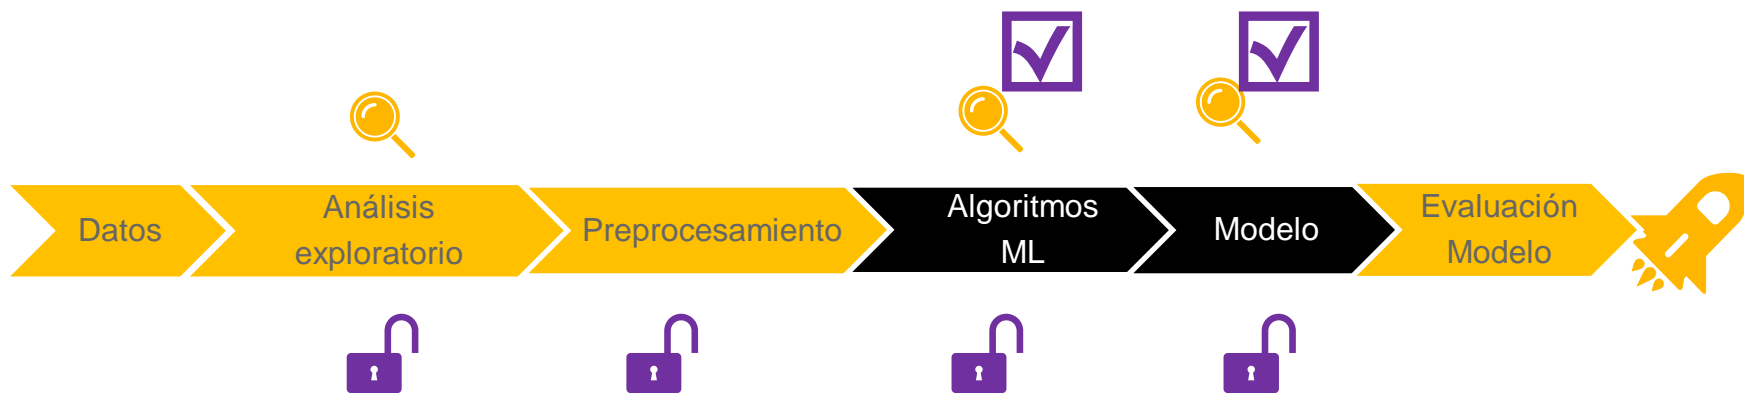 Datos
Análisis
exploratorio
Preprocesamiento
Algoritmos
ML
Modelo
Evaluación
Modelo